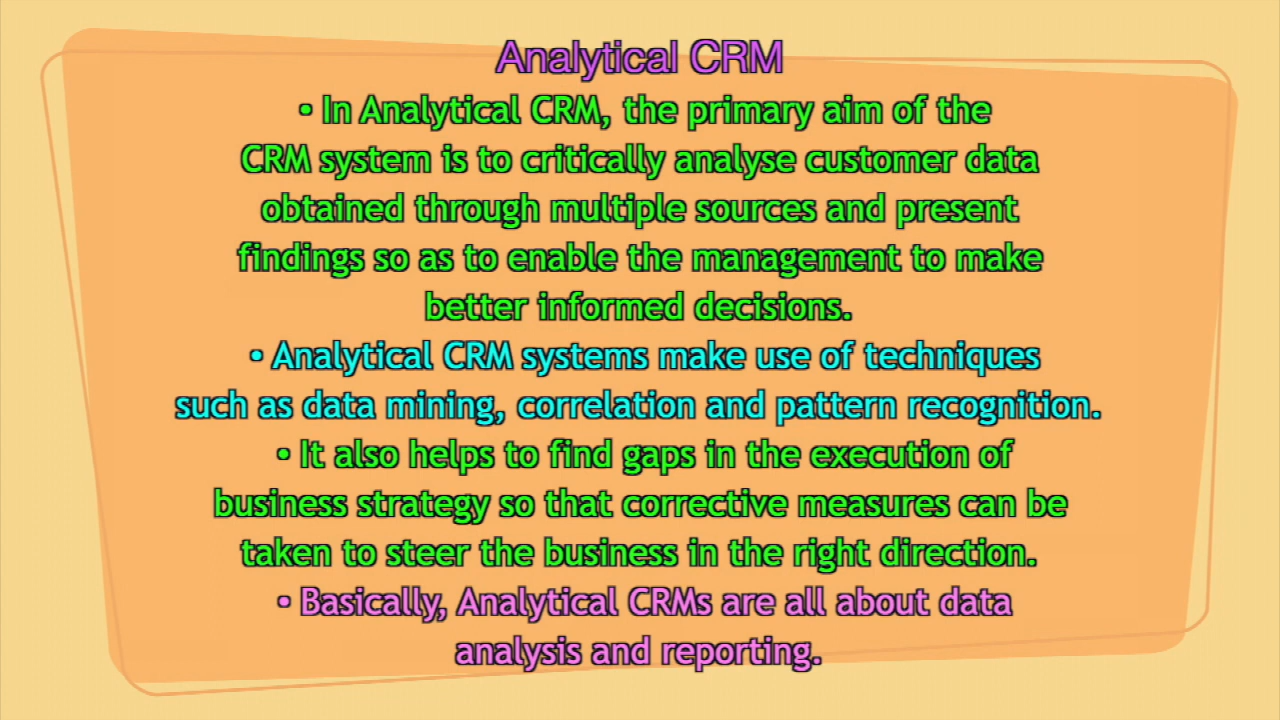 Analytical CRM
• In Analytical CRM, the primary aim of the
CRM system is to critically analyse customer data
obtained through multiple sources and present
findings so as to enable the management to make
better informed decisions.
• Analytical CRM systems make use of techniques
such as data mining, correlation and pattern recognition.
• It also helps to find gaps in the execution of
business strategy so that corrective measures can be
taken to steer the business in the right direction.
• Basically, Analytical CRMs are all about data
analysis and reporting.